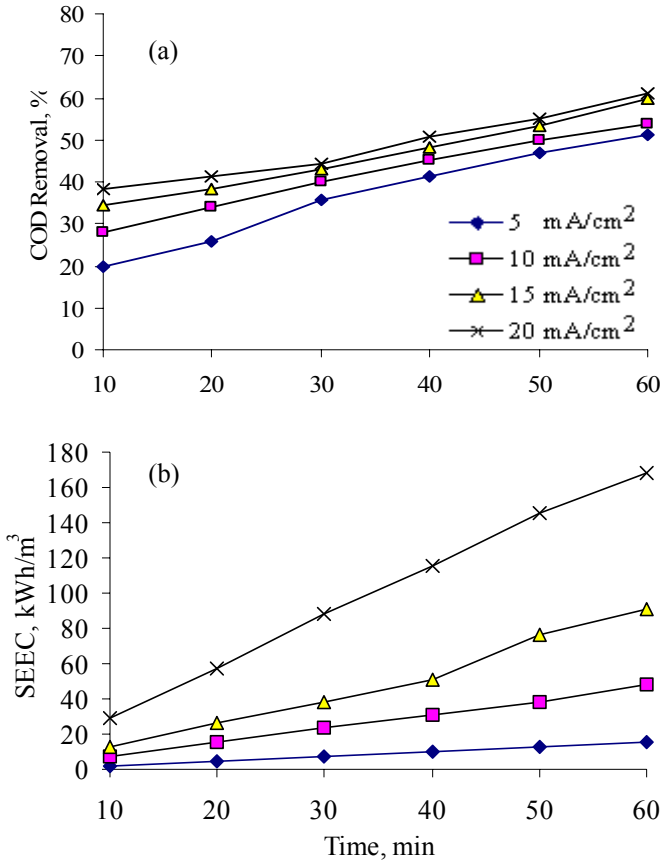 (a)
COD Removal, %
80
70
60
50
40
30
20
10
0
10 20 30 40 50 60
5 mA/cm²
10 mA/cm²
15 mA/cm²
20 mA/cm²
(b)
SEEC, kWh/m³
180
160
140
120
100
80
60
40
20
0
10 20 30 40 50 60
Time, min